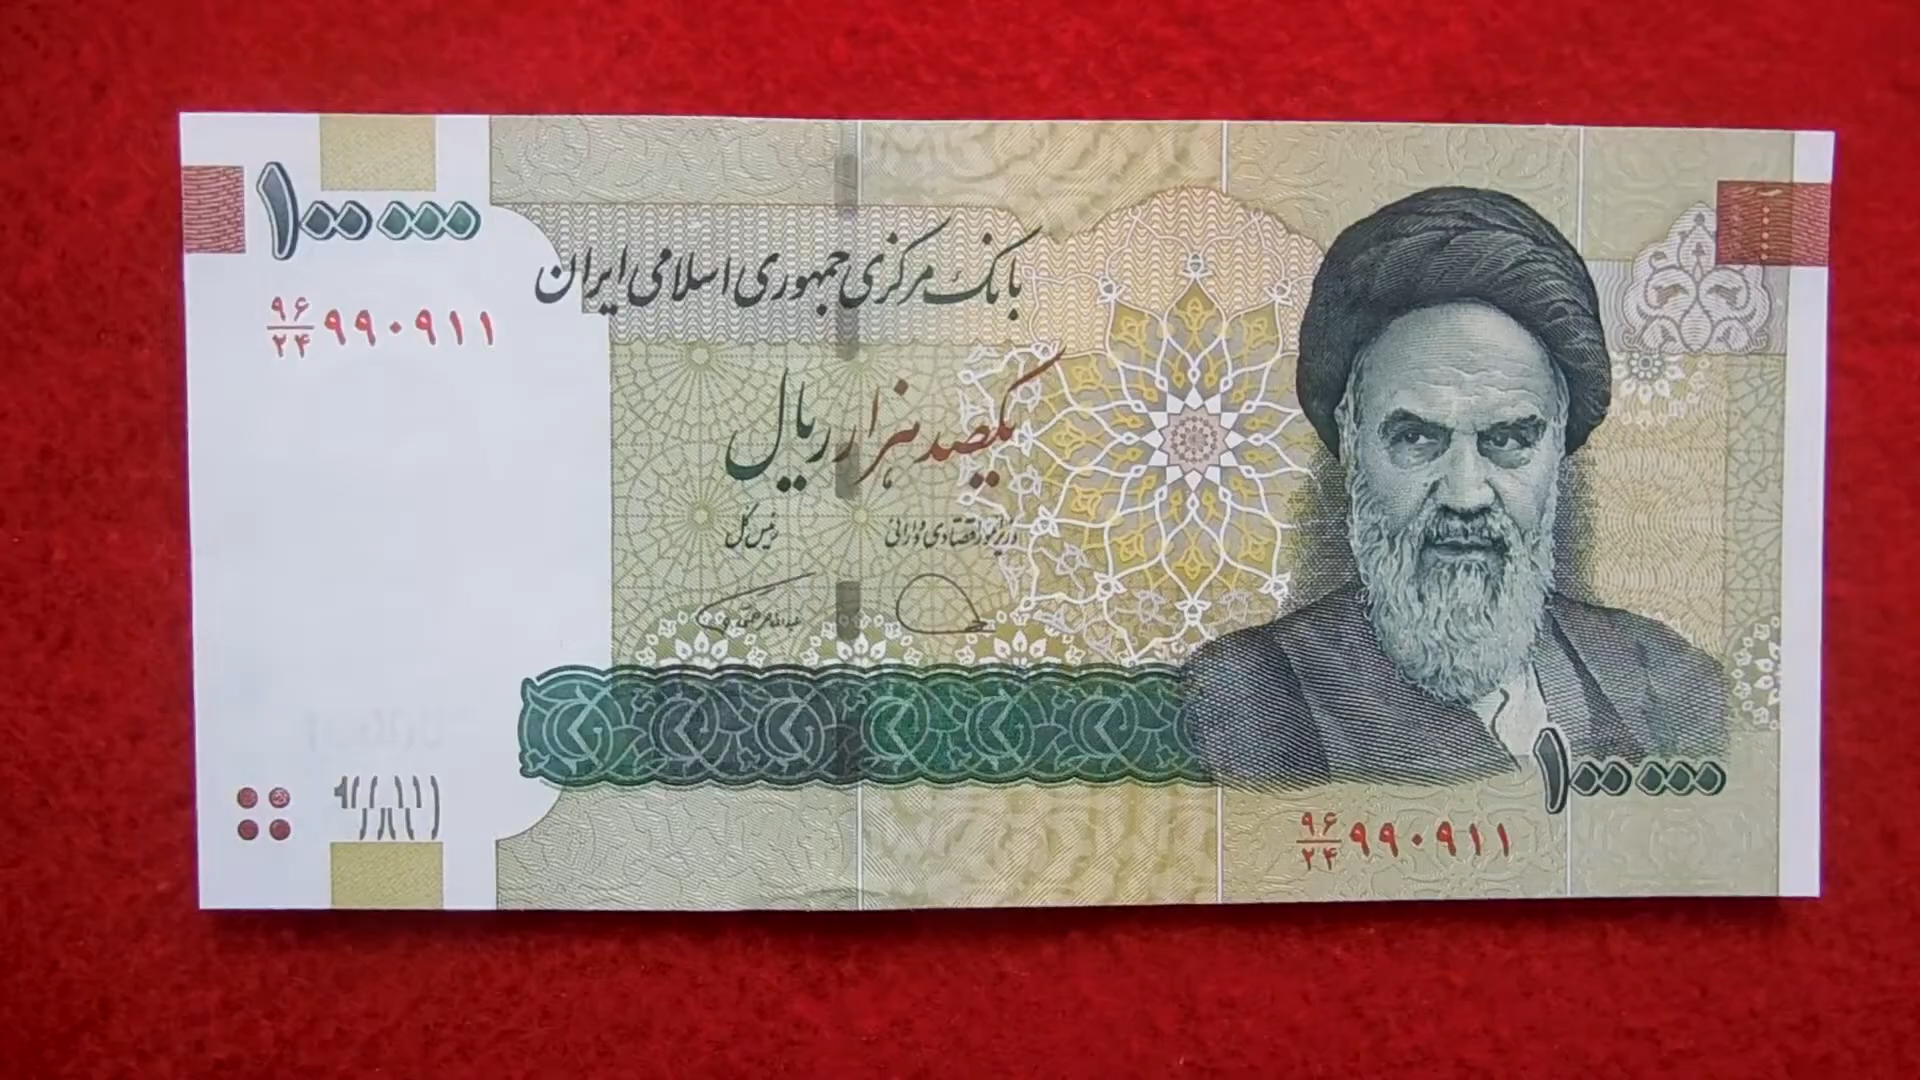 ۱۰۰ ۰۰۰
بانک مرکزی جمهوری اسلامی ایران
۹۶/۲۴ ۹۹۰۹۱۱
یکصد هزار ریال
وزیر امور اقتصادی و دارائی
رئیس کل
۱۰۰ ۰۰۰
۹۶/۲۴ ۹۹۰۹۱۱